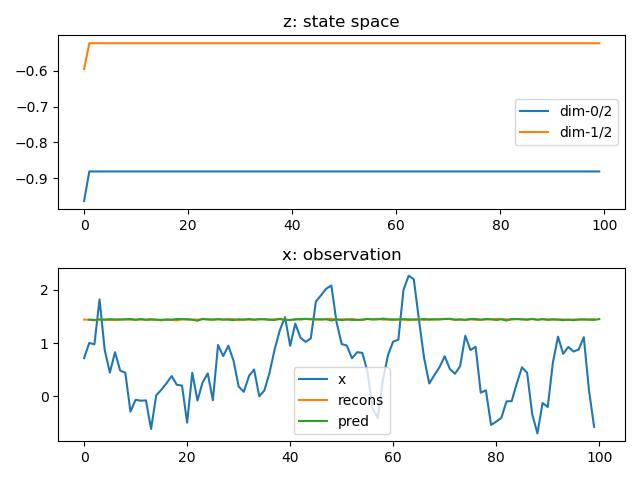 z: state space
−0.6
−0.7
−0.8
−0.9
dim-0/2
dim-1/2
0
20
40
60
80
100
x: observation
2
1
0
x
recons
pred
0
20
40
60
80
100